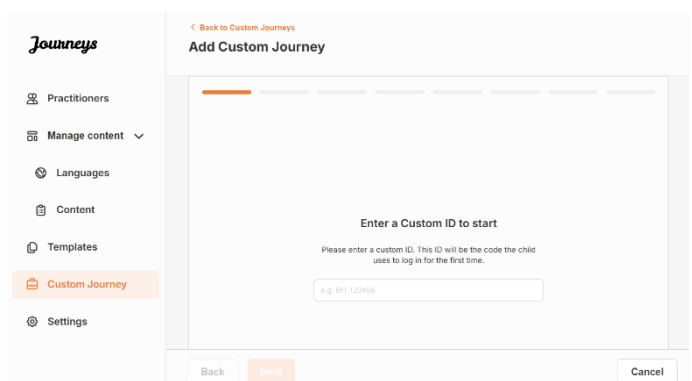 Journeys
Practitioners
Manage content
Languages
Content
Templates
Custom Journey
Settings
< Back to Custom Journeys
Add Custom Journey
Enter a Custom ID to start
Please enter a custom ID. This ID will be the code the child
uses to log in for the first time.
e.g. BH-123456
Back
Next
Cancel